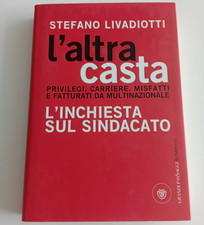 STEFANO LIVADIOTTI
l'altra
casta
PRIVILEGI. CARRIERE. MISFATTI
E FATTURATI DA MULTINAZIONALE
L'INCHIESTA
SUL SINDACATO